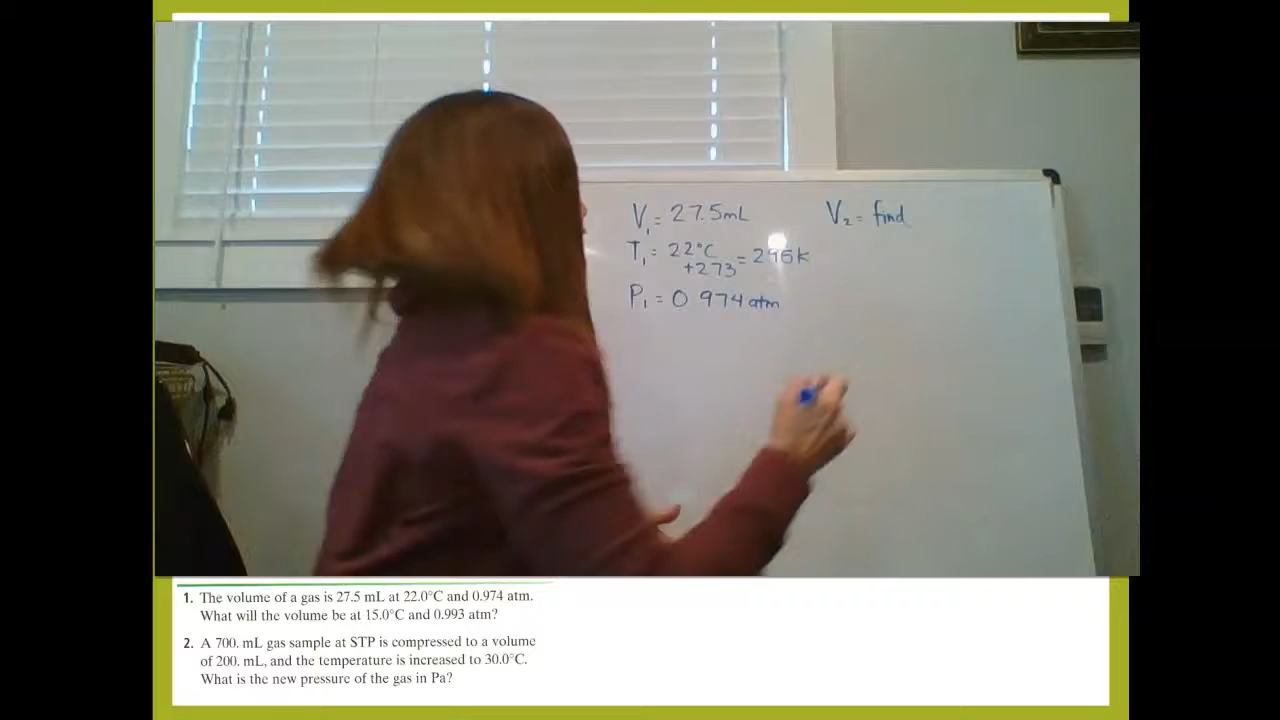 V₁ = 27.5mL
V₂ = find
T₁ = 22°C
+273 = 295k
P₁ = 0 974 atm
1. The volume of a gas is 27.5 mL at 22.0°C and 0.974 atm.
What will the volume be at 15.0°C and 0.993 atm?
2. A 700. mL gas sample at STP is compressed to a volume
of 200. mL, and the temperature is increased to 30.0°C.
What is the new pressure of the gas in Pa?